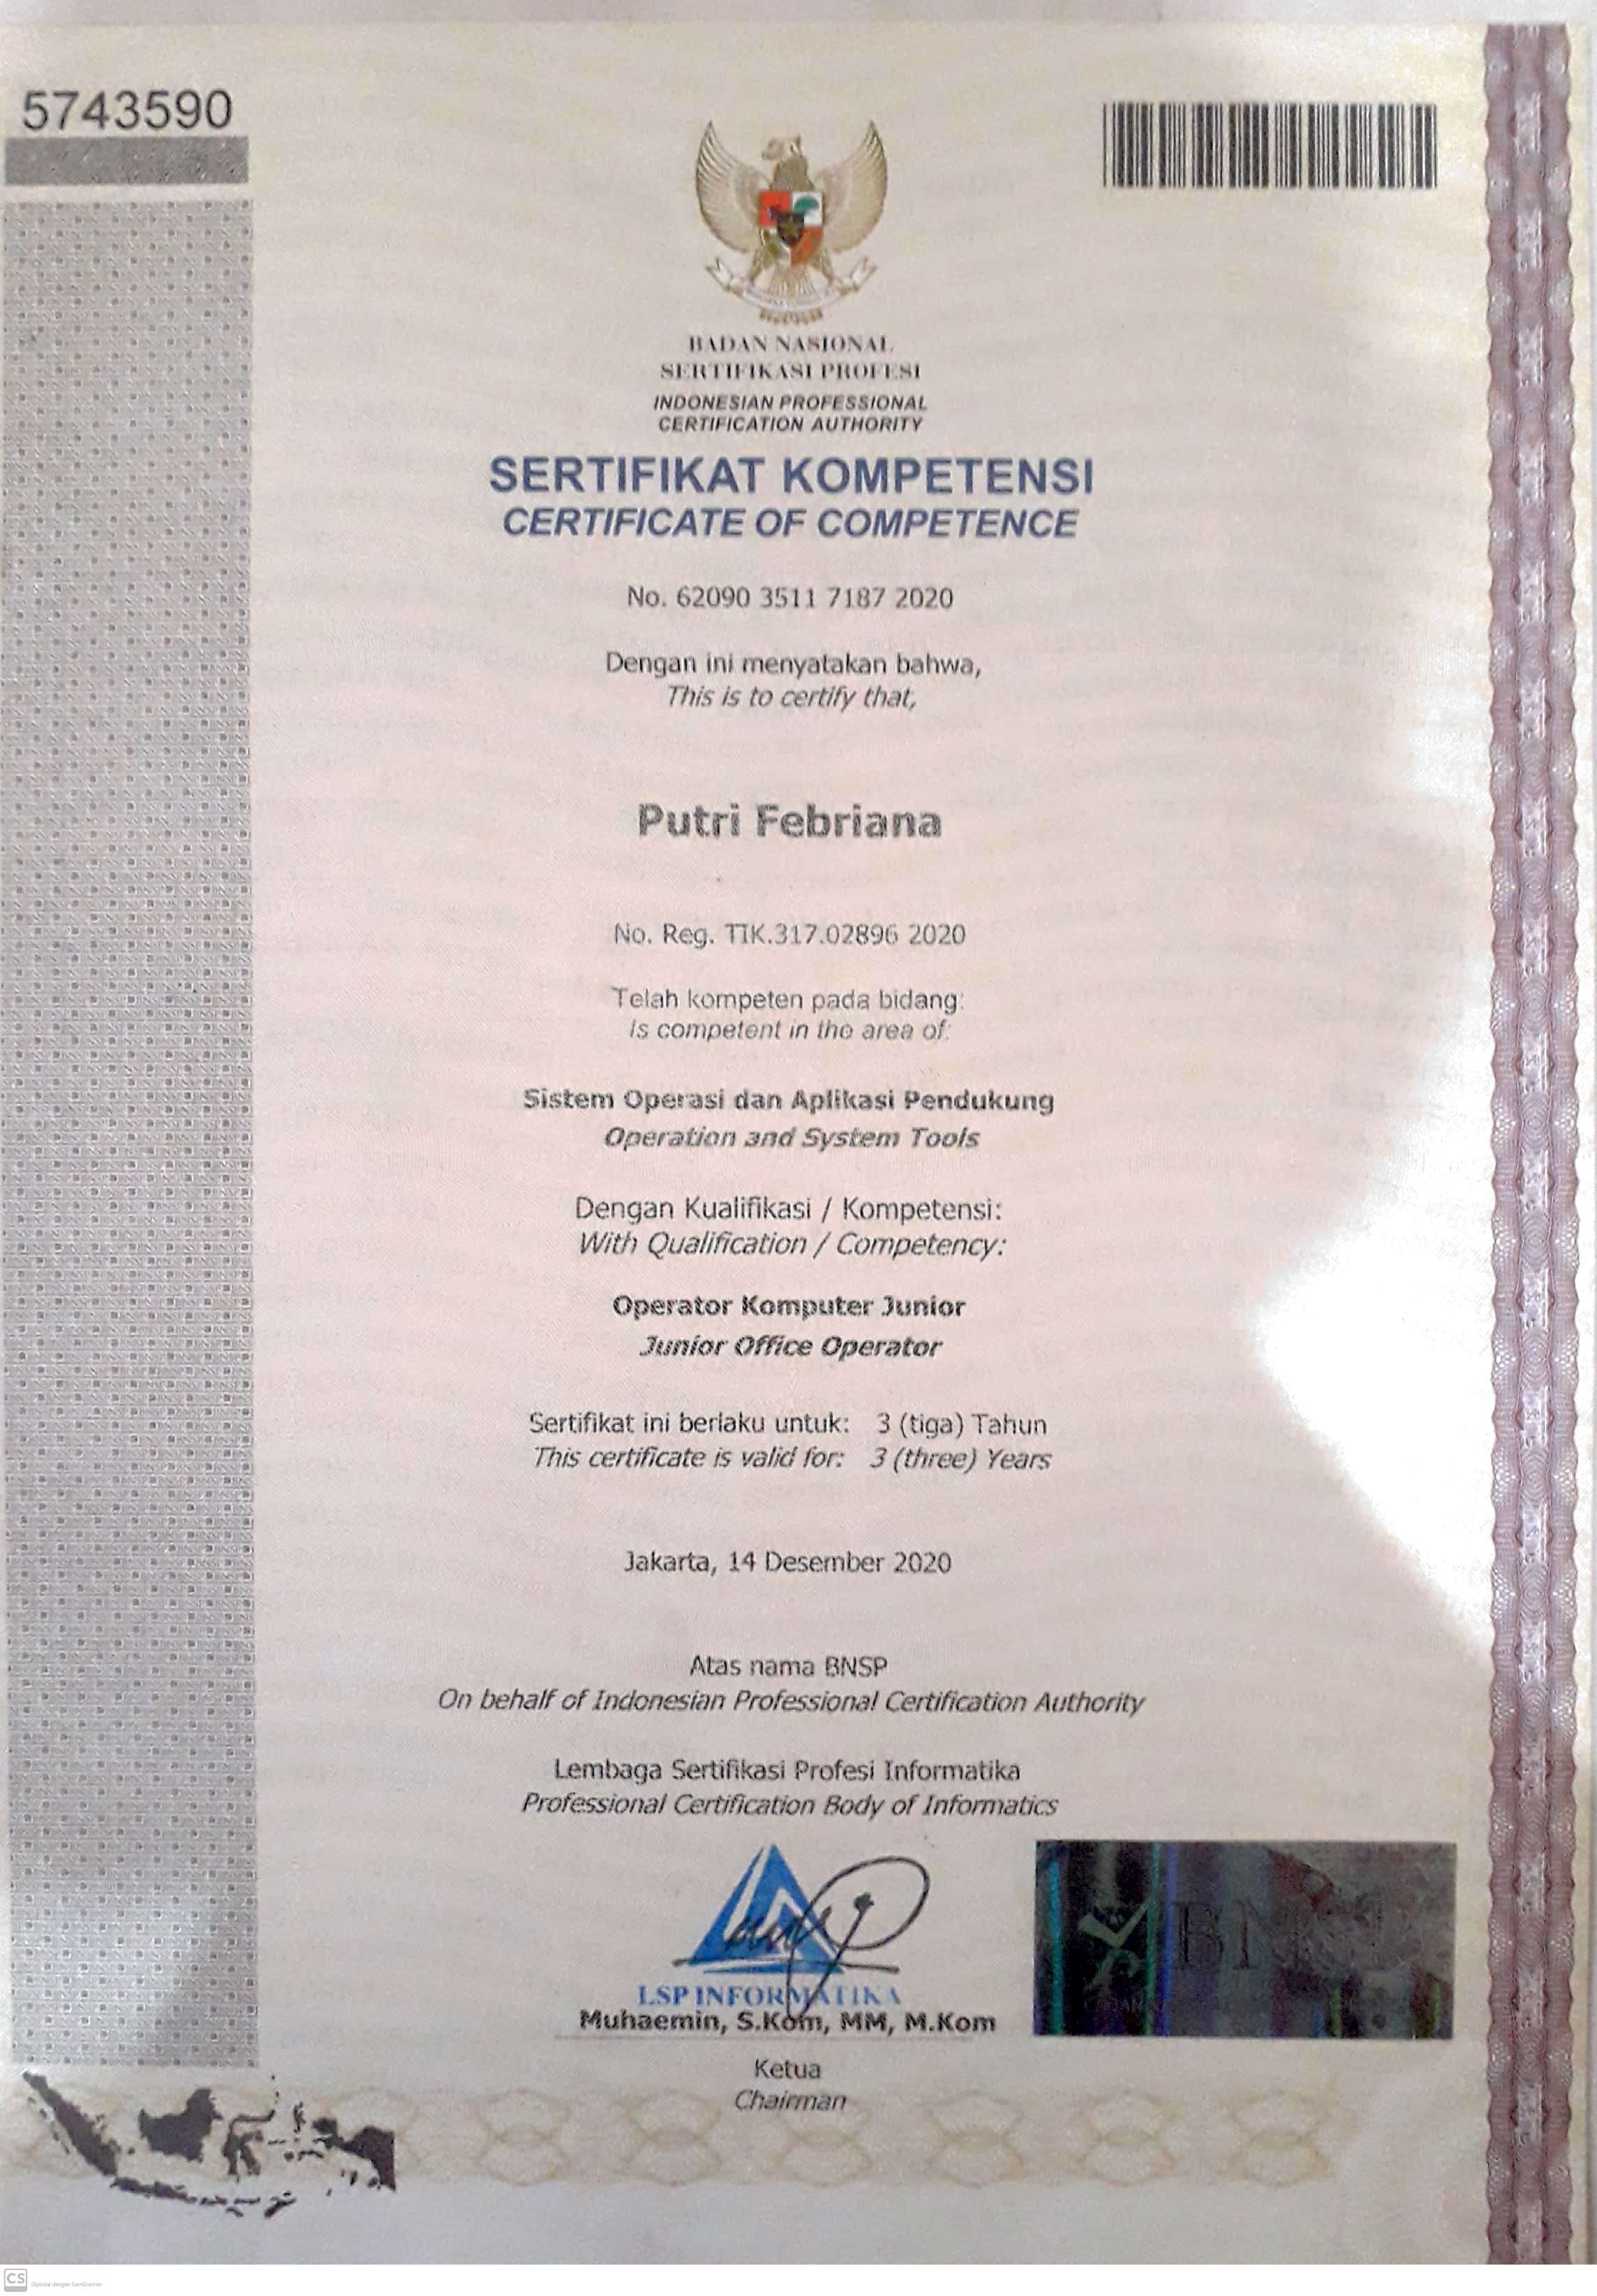 5743590
BADAN NASIONAL
SERTIFIKASI PROFESI
INDONESIAN PROFESSIONAL
CERTIFICATION AUTHORITY
SERTIFIKAT KOMPETENSI
CERTIFICATE OF COMPETENCE
No. 62090 3511 7187 2020
Dengan ini menyatakan bahwa,
This is to certify that,
Putri Febriana
No. Reg. TIK.317.02896 2020
Telah kompeten pada bidang:
Is competent in the area of:
Sistem Operasi dan Aplikasi Pendukung
Operation and System Tools
Dengan Kualifikasi / Kompetensi:
With Qualification / Competency:
Operator Komputer Junior
Junior Office Operator
Sertifikat ini berlaku untuk: 3 (tiga) Tahun
This certificate is valid for: 3 (three) Years
Jakarta, 14 Desember 2020
Atas nama BNSP
On behalf of Indonesian Professional Certification Authority
Lembaga Sertifikasi Profesi Informatika
Professional Certification Body of Informatics
LSP INFORMATIKA
Muhaemin, S.Kom, MM, M.Kom
Ketua
Chairman
CS